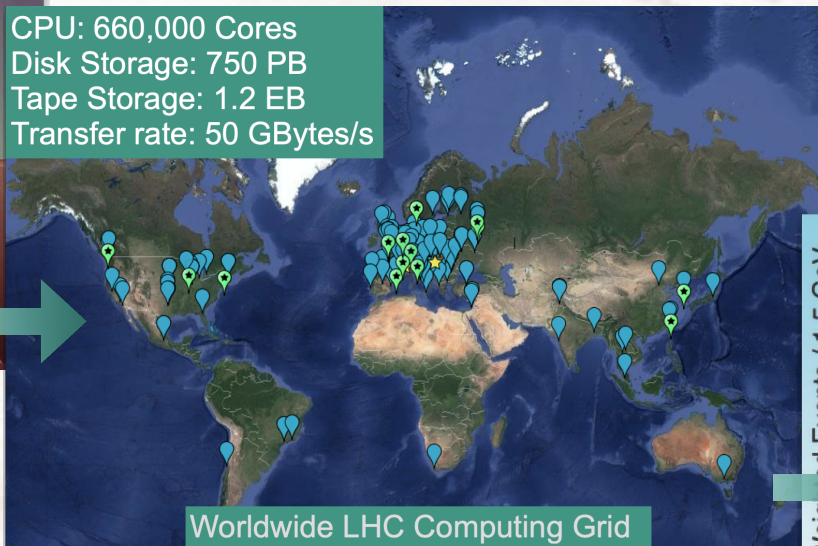 CPU: 660,000 Cores
Disk Storage: 750 PB
Tape Storage: 1.2 EB
Transfer rate: 50 GBytes/s
Worldwide LHC Computing Grid